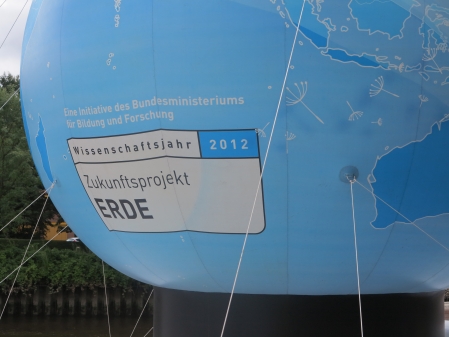 Eine Initiative des Bundesministeriums
für Bildung und Forschung
Wissenschaftsjahr 2012
Zukunftsprojekt
ERDE